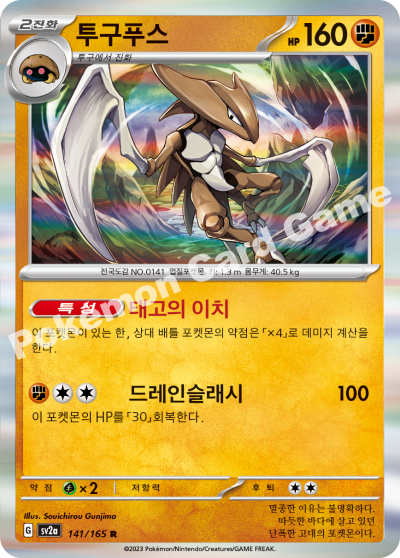 2진화 투구푸스 HP 160
투구에서 진화
전국도감 NO.0141 껍질포켓몬 키: 1.3 m 몸무게: 40.5 kg
특성 태고의 이치
이 포켓몬이 있는 한, 상대 배틀 포켓몬의 약점은 「×4」로 데미지 계산을
한다.
드레인슬래시 100
이 포켓몬의 HP를 「30」회복한다.
약점 ×2 저항력 후퇴
Illus. Souichirou Gunjima
G sv2a 141/165 R
멸종한 이유는 불명확하다.
따듯한 바다에 살고 있던
난폭한 고대의 포켓몬이다.
©2023 Pokémon/Nintendo/Creatures/GAME FREAK.
Pokémon Card Game